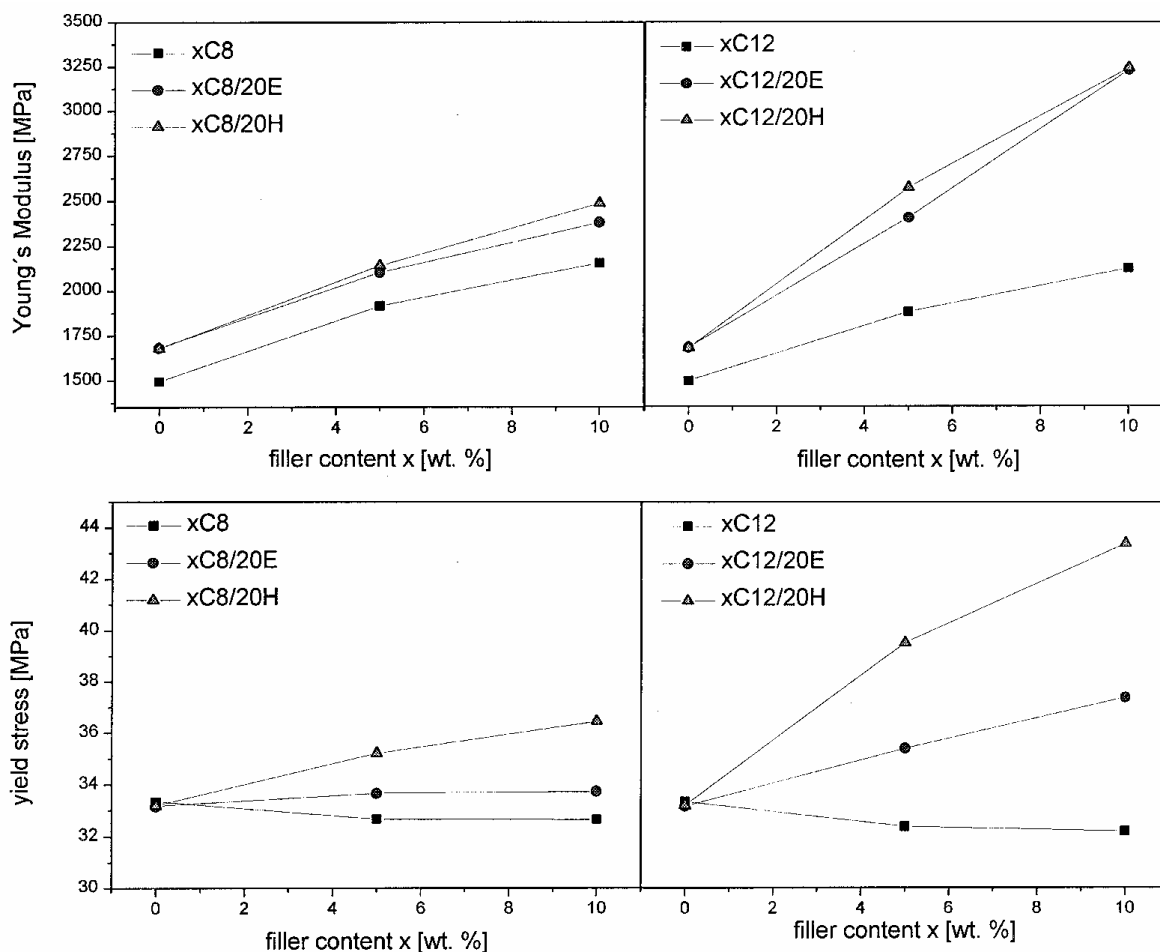 3500
3250
3000
2750
2500
2250
2000
1750
1500
Young´s Modulus [MPa]
xC8
xC8/20E
xC8/20H
0 2 4 6 8 10
filler content x [wt. %]
xC12
xC12/20E
xC12/20H
0 2 4 6 8 10
filler content x [wt. %]
44
42
40
38
36
34
32
30
yield stress [MPa]
xC8
xC8/20E
xC8/20H
0 2 4 6 8 10
filler content x [wt. %]
xC12
xC12/20E
xC12/20H
0 2 4 6 8 10
filler content x [wt. %]